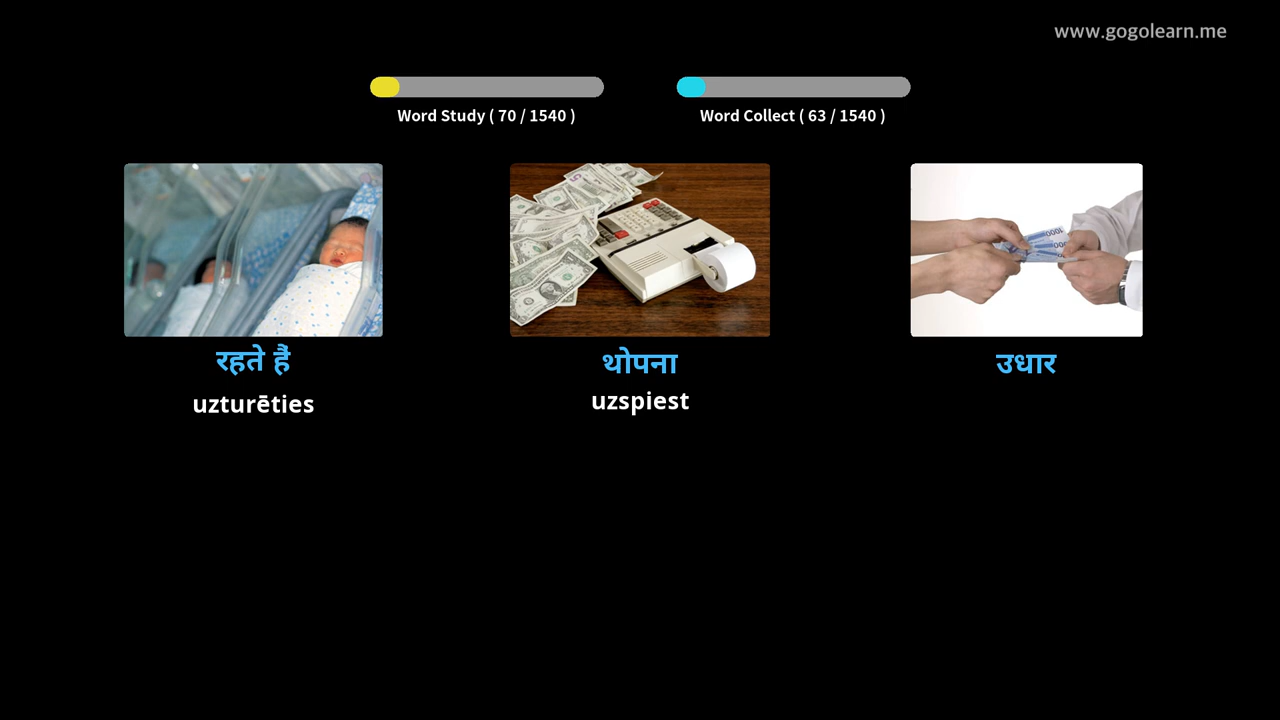 www.gogolearn.me
Word Study ( 70 / 1540 )
Word Collect ( 63 / 1540 )
रहते हैं
थोपना
उधार
uzturēties
uzspiest